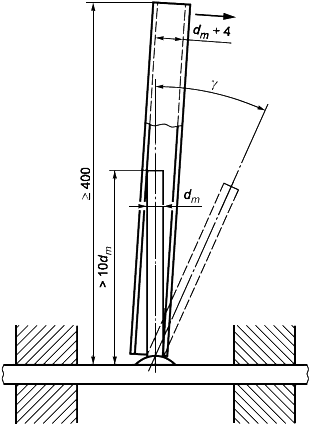 d_m + 4
γ
≥ 400
> 10d_m
d_m